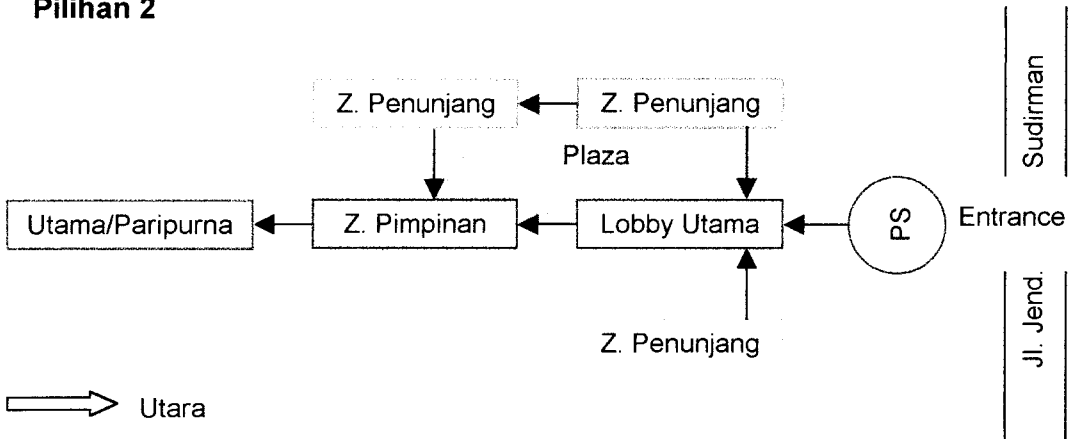 Pilihan 2
Z. Penunjang
Z. Penunjang
Plaza
Utama/Paripurna
Z. Pimpinan
Lobby Utama
PS
Entrance
Z. Penunjang
Utara
Jl. Jend. Sudirman